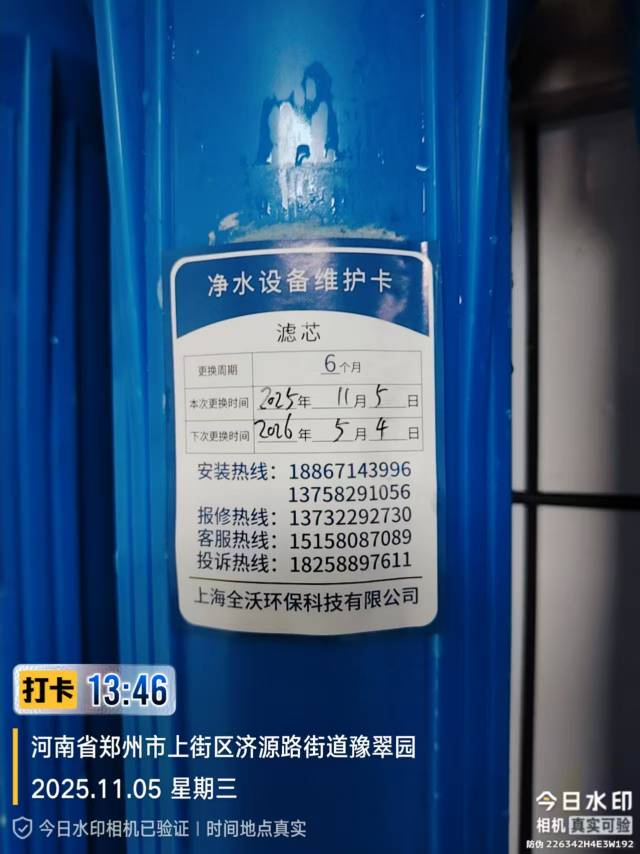 净水设备维护卡
滤芯
更换周期 6个月
本次更换时间 2025年 11月 5日
下次更换时间 2026年 5月 4日
安装热线：18867143996
13758291056
报修热线：13732292730
客服热线：15158087089
投诉热线：18258897611
上海全沃环保科技有限公司
打卡 13:46
河南省郑州市上街区济源路街道豫翠园
2025.11.05 星期三
今日水印相机已验证 | 时间地点真实
今日水印
相机 真实可验
防伪 226342H4E3W192